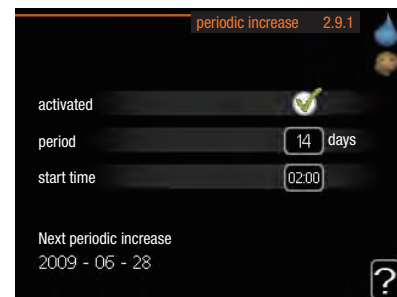 periodic increase 2.9.1
activated
period 14 days
start time 02:00
Next periodic increase
2009 - 06 - 28
?